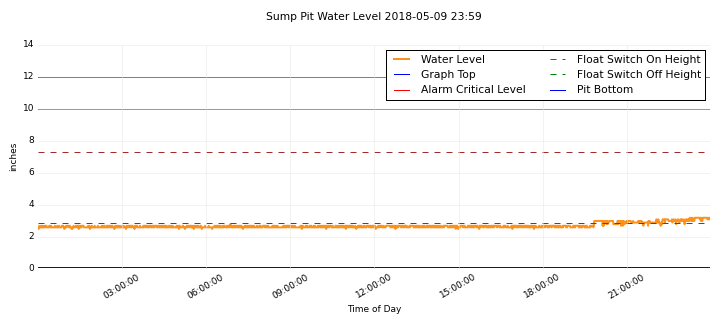 Sump Pit Water Level 2018-05-09 23:59
14
12
10
8
6
4
2
0
inches
Water Level
Graph Top
Alarm Critical Level
Float Switch On Height
Float Switch Off Height
Pit Bottom
03:00:00
06:00:00
09:00:00
12:00:00
15:00:00
18:00:00
21:00:00
Time of Day